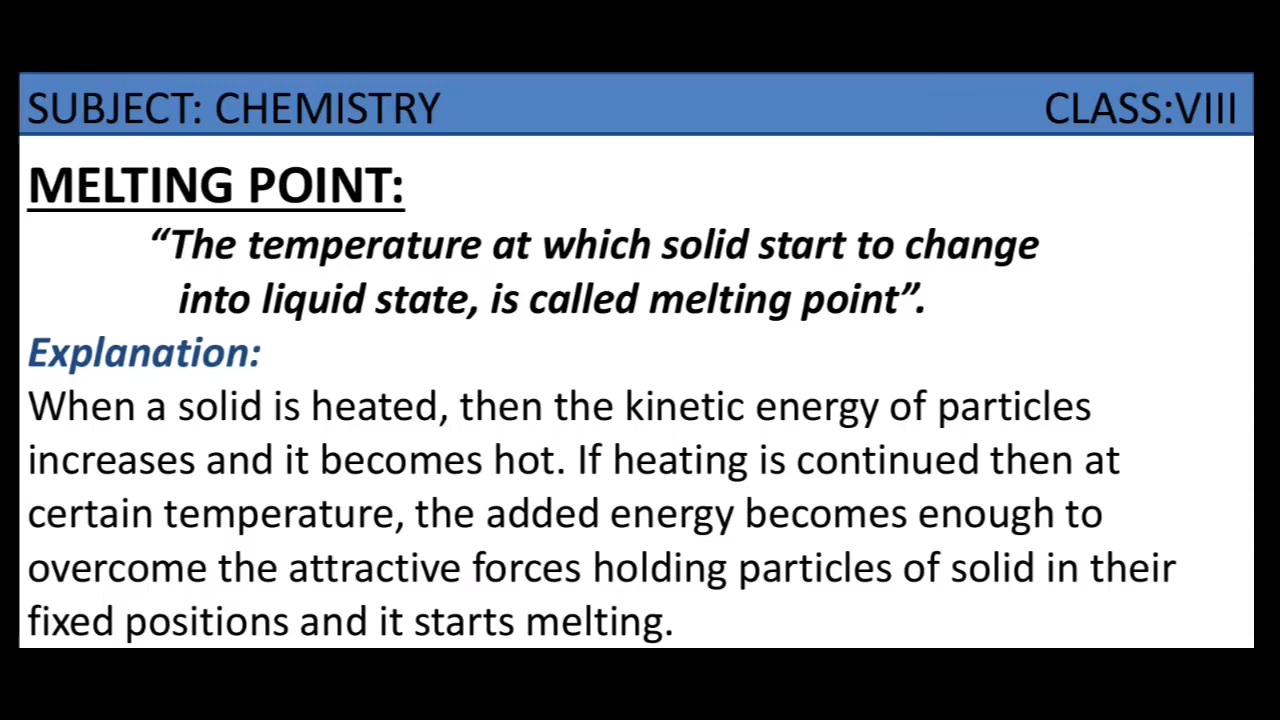 SUBJECT: CHEMISTRY CLASS:VIII
MELTING POINT:
“The temperature at which solid start to change
into liquid state, is called melting point”.
Explanation:
When a solid is heated, then the kinetic energy of particles
increases and it becomes hot. If heating is continued then at
certain temperature, the added energy becomes enough to
overcome the attractive forces holding particles of solid in their
fixed positions and it starts melting.